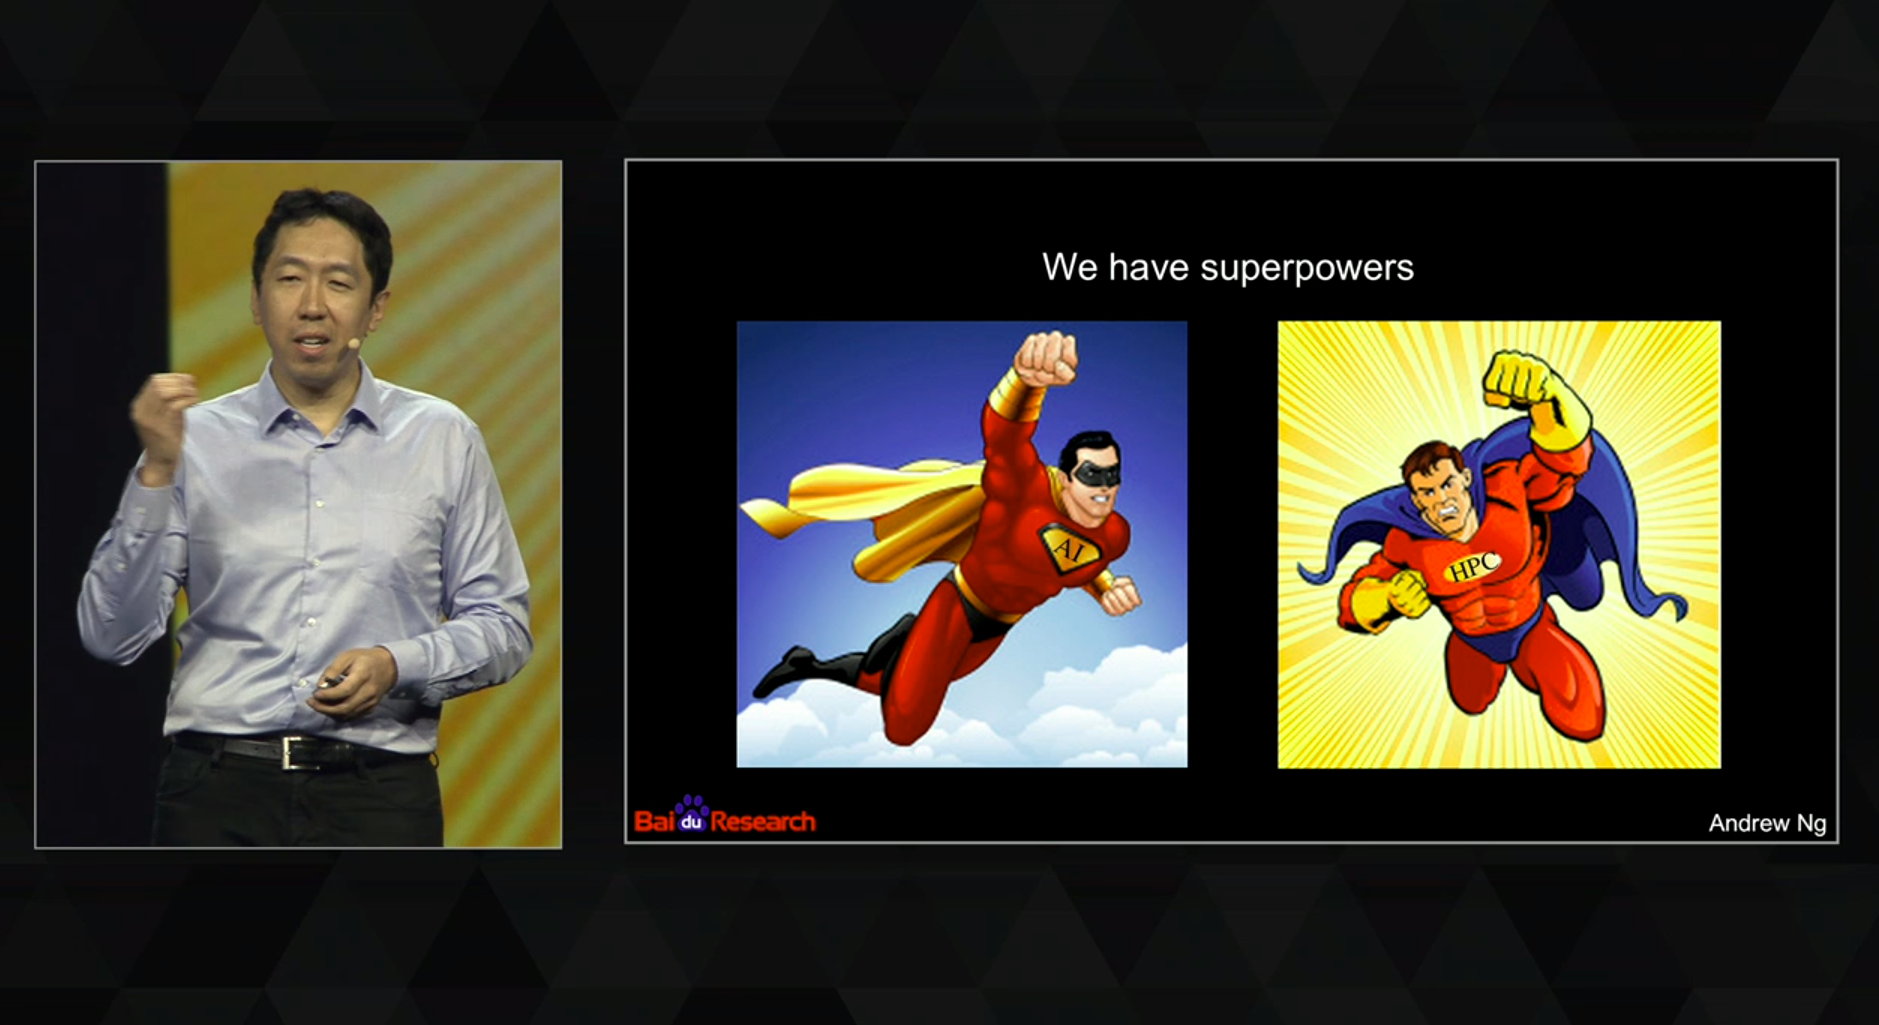 We have superpowers
AI
HPC
Baidu Research
Andrew Ng